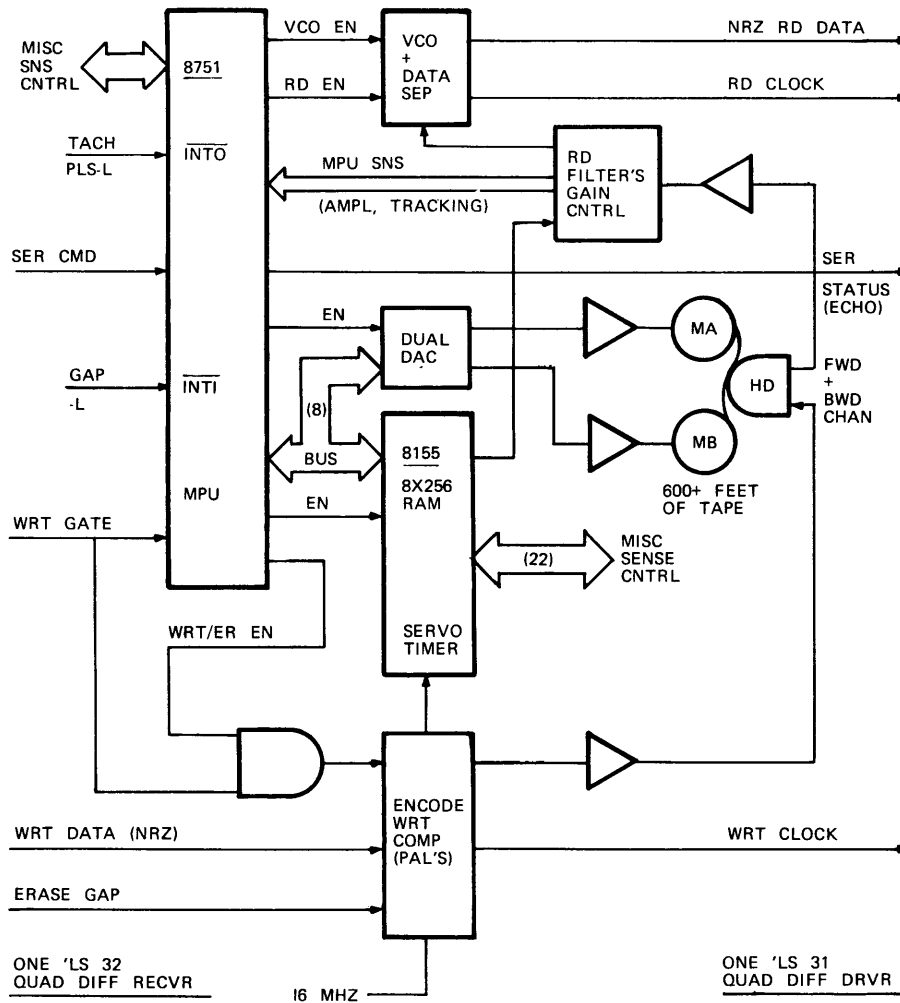 VCO EN
VCO
+
DATA
SEP
NRZ RD DATA
MISC
SNS
CNTRL
8751
RD EN
RD CLOCK
TACH
PLS-L
INTO
MPU SNS
(AMPL, TRACKING)
RD
FILTER'S
GAIN
CNTRL
SER CMD
SER
STATUS
(ECHO)
EN
DUAL
DAC
MA
HD
FWD
+
BWD
CHAN
GAP
-L
INTI
(8)
BUS
MB
8155
8X256
RAM
600+ FEET
OF TAPE
MPU
EN
WRT GATE
(22)
MISC
SENSE
CNTRL
WRT/ER EN
SERVO
TIMER
ENCODE
WRT
COMP
(PAL'S)
WRT DATA (NRZ)
WRT CLOCK
ERASE GAP
ONE 'LS 32
QUAD DIFF RECVR
I6 MHZ
ONE 'LS 31
QUAD DIFF DRVR